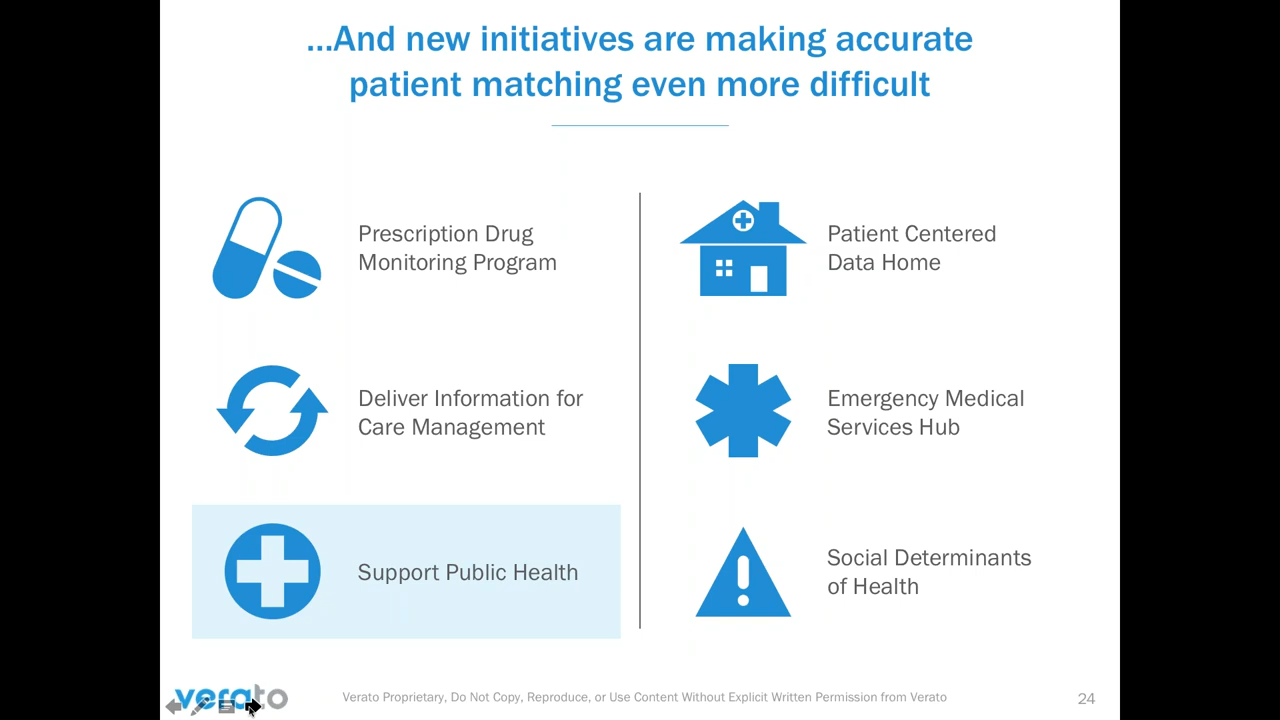 ...And new initiatives are making accurate
patient matching even more difficult
Prescription Drug
Monitoring Program
Deliver Information for
Care Management
Support Public Health
Patient Centered
Data Home
Emergency Medical
Services Hub
Social Determinants
of Health
verato
Verato Proprietary, Do Not Copy, Reproduce, or Use Content Without Explicit Written Permission from Verato
24